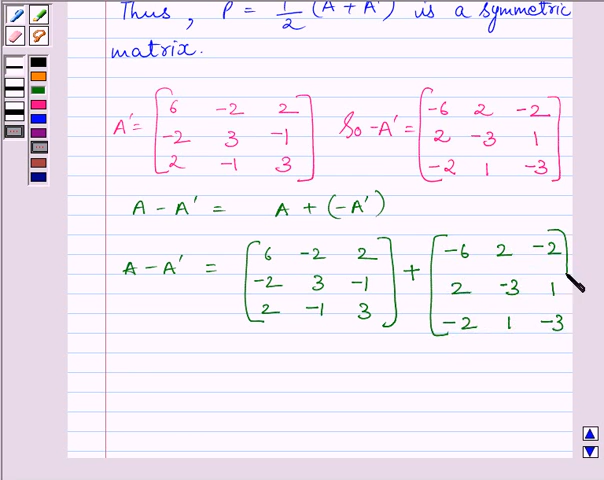 Thus, P = 1/2 (A + A') is a symmetric
matrix.
A' = [6 -2 2 So -A' = [-6 2 -2
-2 3 -1 2 -3 1
2 -1 3] -2 1 -3]
A - A' = A + (-A')
A - A' = [6 -2 2 + [-6 2 -2
-2 3 -1 2 -3 1
2 -1 3] -2 1 -3]